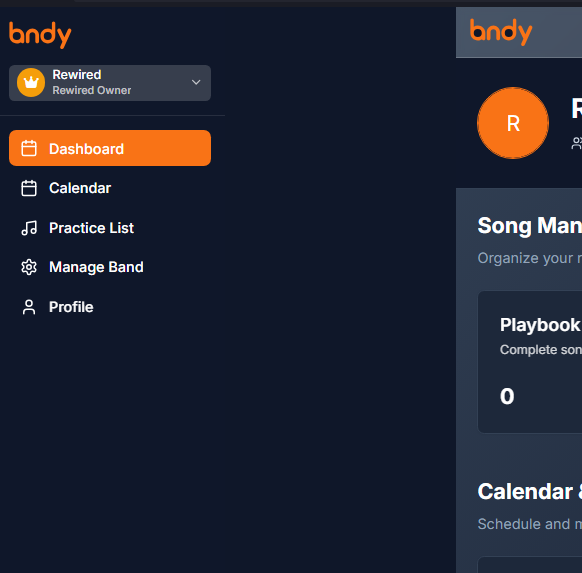 bndy
Rewired
Rewired Owner
Dashboard
Calendar
Practice List
Manage Band
Profile
bndy
R
R
Song Man
Organize your
Playbook
Complete son
0
Calendar &
Schedule and m